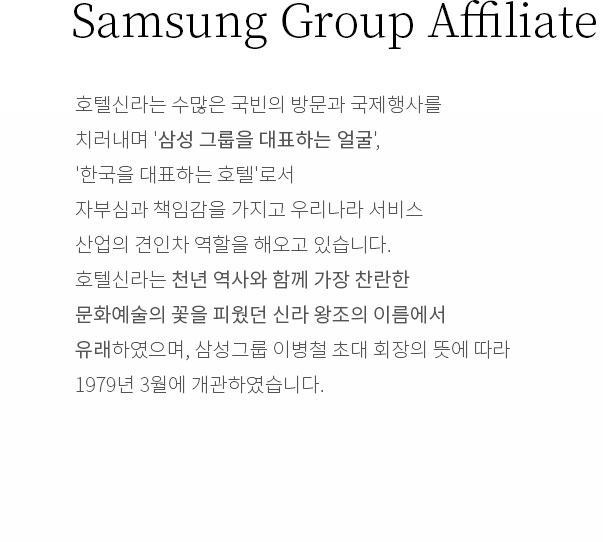 Samsung Group Affiliate
호텔신라는 수많은 국빈의 방문과 국제행사를
치러내며 '삼성 그룹을 대표하는 얼굴',
'한국을 대표하는 호텔'로서
자부심과 책임감을 가지고 우리나라 서비스
산업의 견인차 역할을 해오고 있습니다.
호텔신라는 천년 역사와 함께 가장 찬란한
문화예술의 꽃을 피웠던 신라 왕조의 이름에서
유래하였으며, 삼성그룹 이병철 초대 회장의 뜻에 따라
1979년 3월에 개관하였습니다.